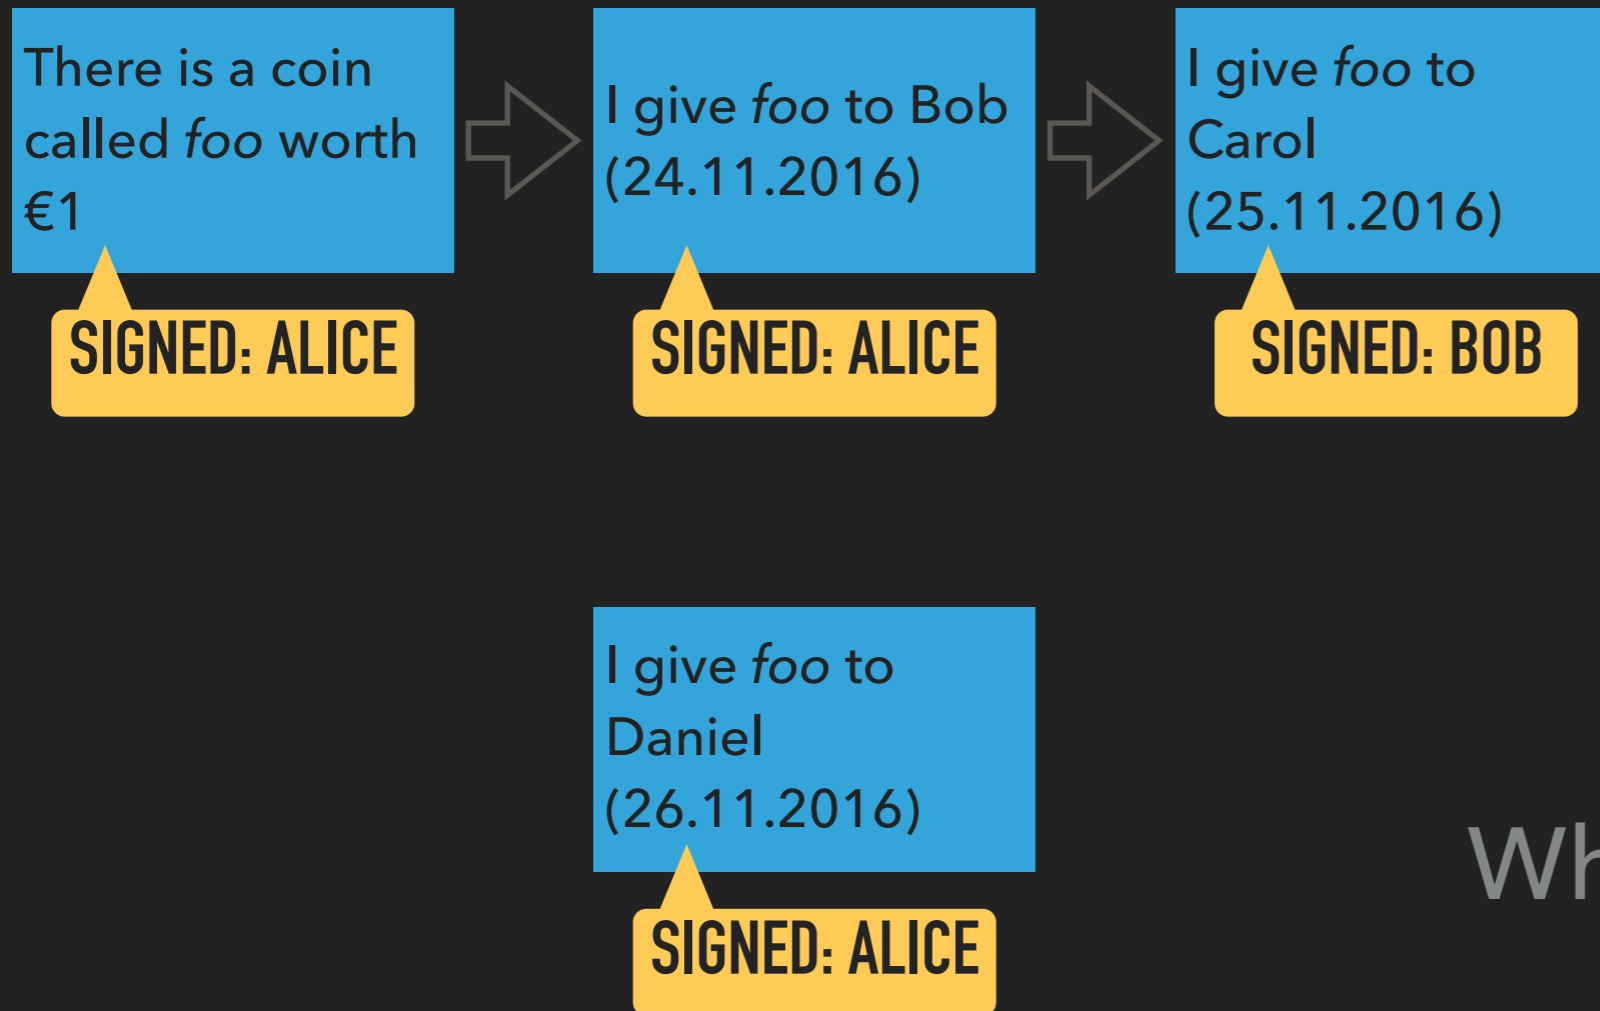 There is a coin
called foo worth
€1
SIGNED: ALICE
I give foo to Bob
(24.11.2016)
SIGNED: ALICE
I give foo to
Carol
(25.11.2016)
SIGNED: BOB
I give foo to
Daniel
(26.11.2016)
SIGNED: ALICE